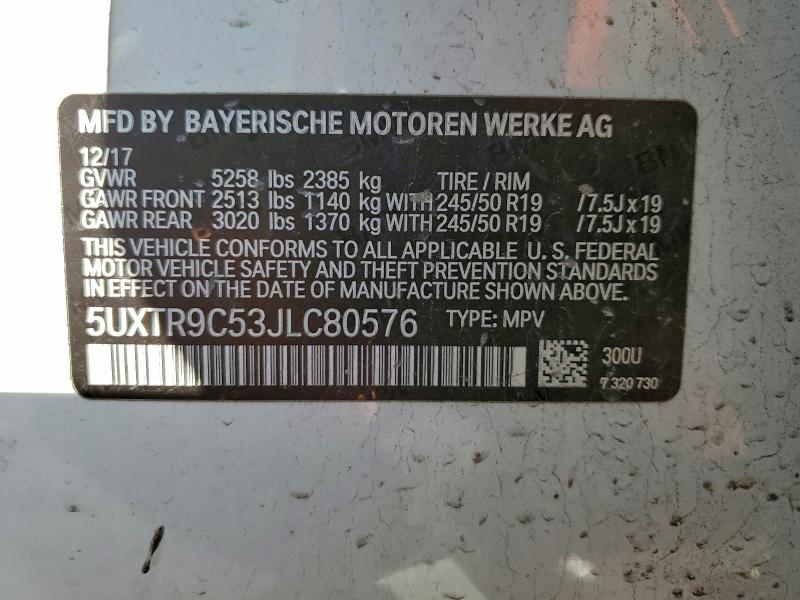 MFD BY BAYERISCHE MOTOREN WERKE AG
12/17
GVWR 5258 lbs 2385 kg TIRE / RIM
GAWR FRONT 2513 lbs 1140 kg WITH 245/50 R19 /7.5J x 19
GAWR REAR 3020 lbs 1370 kg WITH 245/50 R19 /7.5J x 19
THIS VEHICLE CONFORMS TO ALL APPLICABLE U. S. FEDERAL
MOTOR VEHICLE SAFETY AND THEFT PREVENTION STANDARDS
IN EFFECT ON THE DATE OF MANUFACTURE SHOWN ABOVE.
5UXTR9C53JLC80576 TYPE: MPV
300U
7 320 730